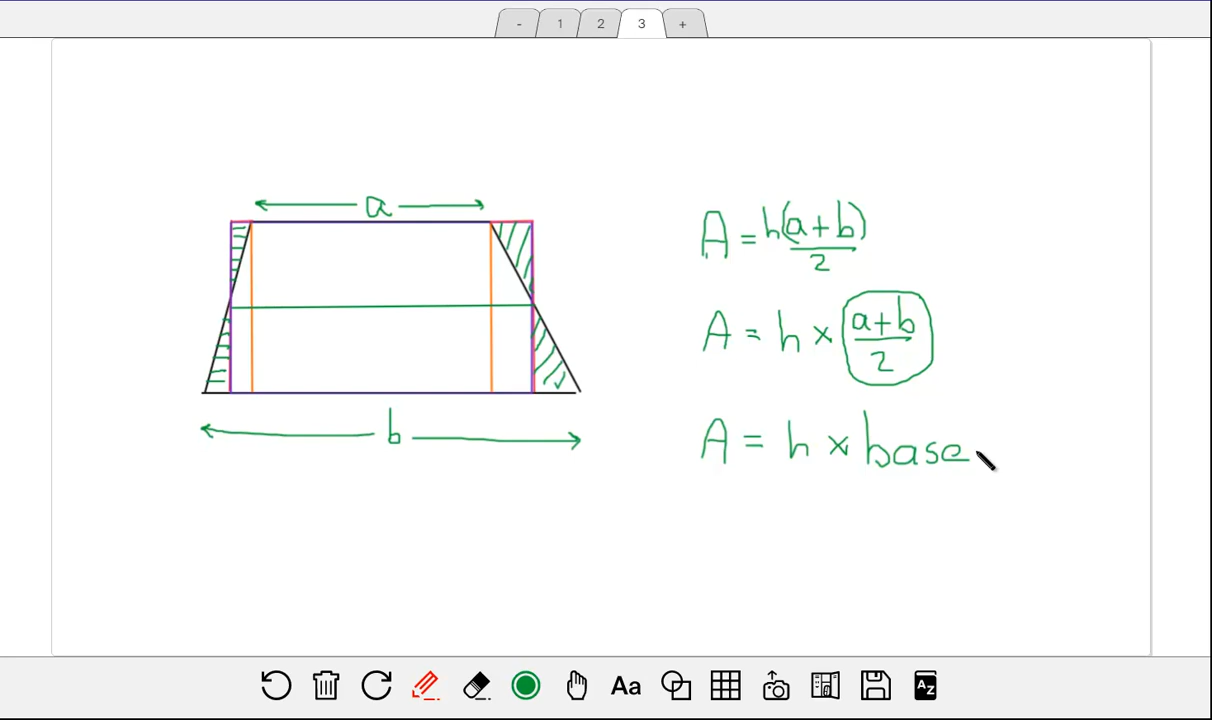 - 1 2 3 +
a
A = h(a+b)/2
A = h × (a+b)/2
A = h × base
b
Aa
A Z